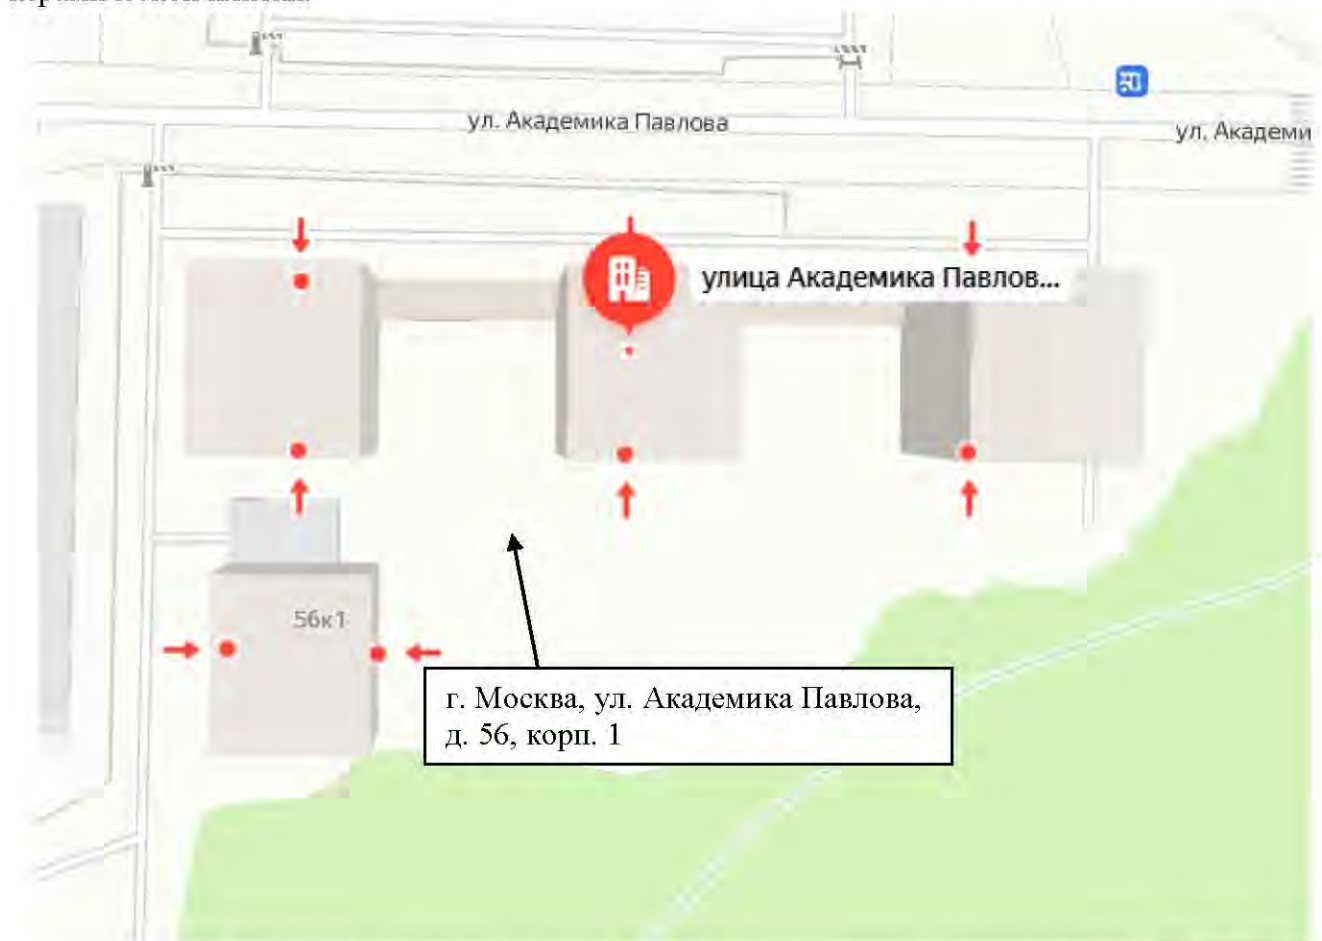 ул. Академика Павлова
ул. Академи
улица Академика Павлов...
56к1
г. Москва, ул. Академика Павлова,
д. 56, корп. 1